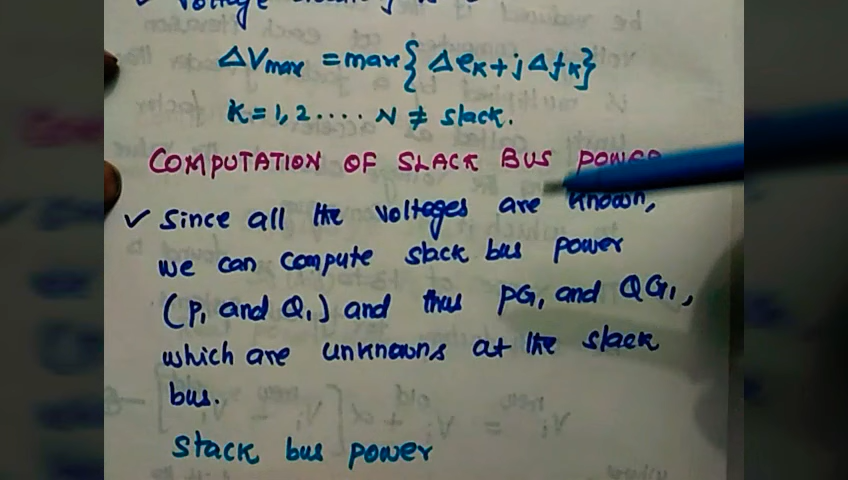 ΔVmax = max{ Δek + jΔfk}
k = 1, 2 .... N ≠ slack.
COMPUTATION OF SLACK BUS POWER
✓ Since all the voltages are known,
we can compute slack bus power
(P1 and Q1) and thus PG1 and QG1,
which are unknowns at the slack
bus.
Slack bus power